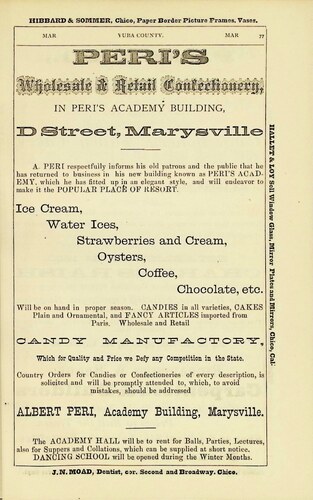 HIBBARD & SOMMER, Chico, Paper Border Picture Frames, Vases.
MAR YUBA COUNTY. MAR 77
PERI'S
Wholesale & Retail Confectionery,
IN PERI'S ACADEMY BUILDING,
D Street, Marysville
A. PERI respectfully informs his old patrons and the public that he
has returned to business in his new building known as PERI'S ACAD-
EMY, which he has fitted up in an elegant style, and will endeavor to
make it the POPULAR PLACE OF RESORT.
Ice Cream,
Water Ices,
Strawberries and Cream,
Oysters,
Coffee,
Chocolate, etc.
Will be on hand in proper season. CANDIES in all varieties, CAKES
Plain and Ornamental, and FANCY ARTICLES imported from
Paris. Wholesale and Retail
CANDY MANUFACTORY,
Which for Quality and Price we Defy any Competition in the State.
Country Orders for Candies or Confectioneries of every description, is
solicited and will be promptly attended to, which, to avoid
mistakes, should be addressed
ALBERT PERI, Academy Building, Marysville.
The ACADEMY HALL will be to rent for Balls, Parties, Lectures,
also for Suppers and Collations, which can be supplied at short notice.
DANCING SCHOOL will be opened during the Winter Months.
J. N. MOAD, Dentist, cor. Second and Broadway. Chico.
HALLET & LOY Sell Window Glass, Mirror Plates and Mirrors, Chico, Cal.